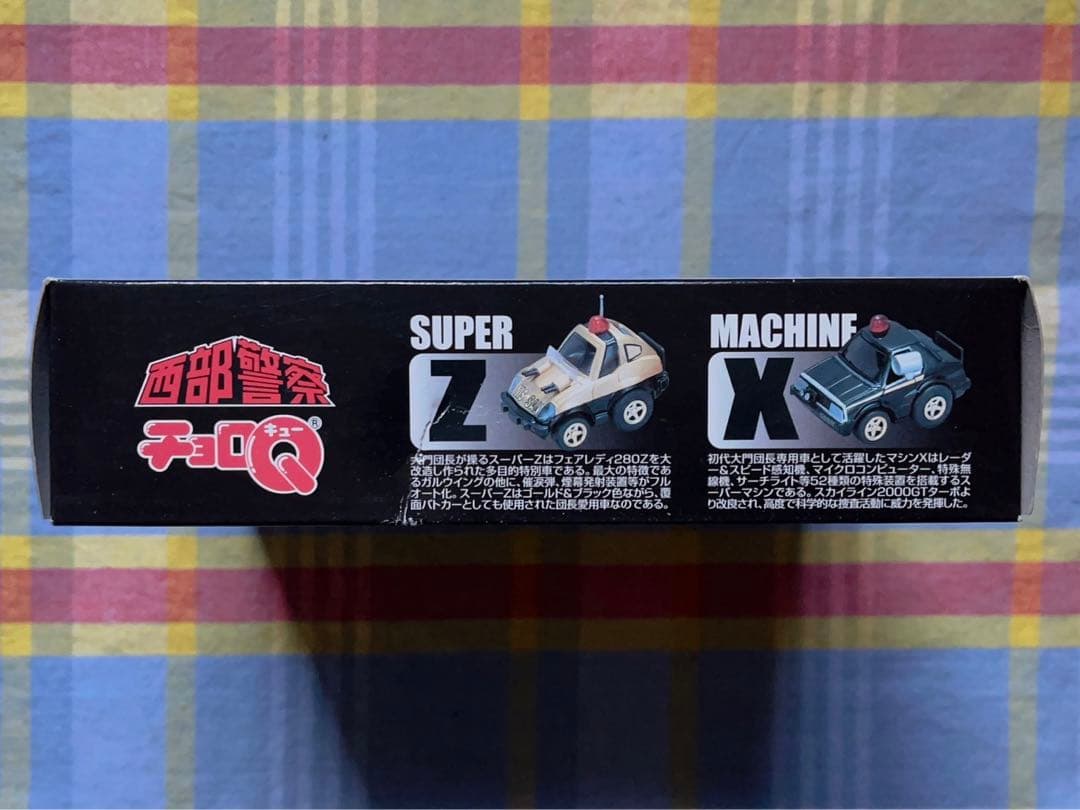 西部警察
チョロQ®
キュー
SUPER
Z
大門団長が操るスーパーZはフェアレディ280Zを大
改造し作られた多目的特別車である。最大の特徴であ
るガルウイングの他に、催涙弾、煙幕発射装置等がフル
オート化。スーパーZはゴールド&ブラック色ながら、覆
面パトカーとしても使用された団長愛用車なのである。
MACHINE
X
初代大門団長専用車として活躍したマシンXはレーダ
ー&スピード感知機、マイクロコンピューター、特殊無
線機、サーチライト等52種類の特殊装置を搭載するス
ーパーマシンである。スカイライン2000GTターボよ
り改良され、高度で科学的な捜査活動に威力を発揮した。